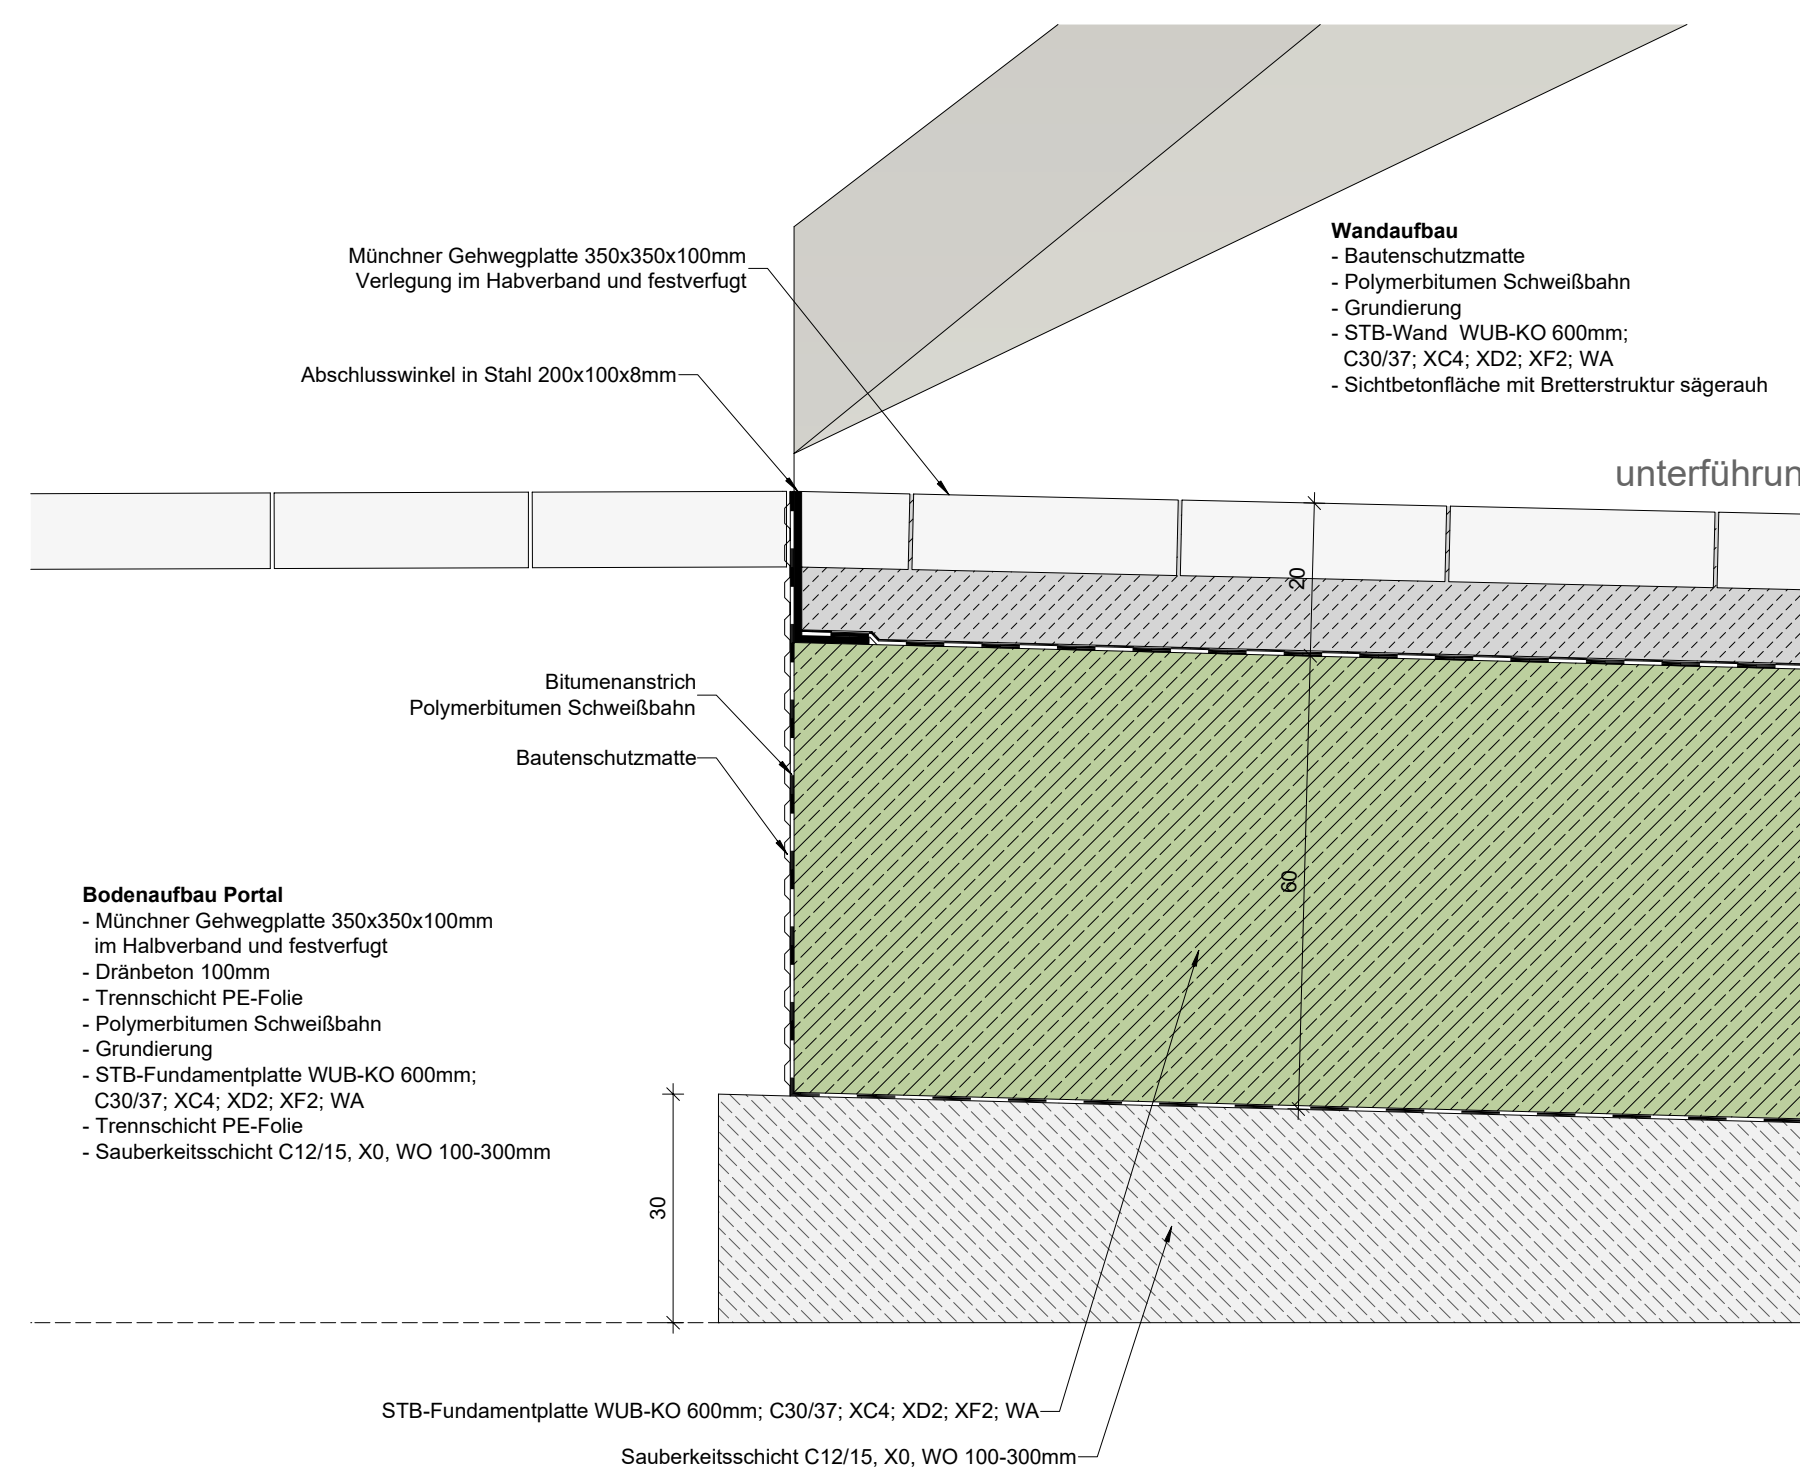 Münchner Gehwegplatte 350x350x100mm
Verlegung im Habverband und festverfugt
Wandaufbau
- Bautenschutzmatte
- Polymerbitumen Schweißbahn
- Grundierung
- STB-Wand  WUB-KO 600mm;
C30/37; XC4; XD2; XF2; WA
- Sichtbetonfläche mit Bretterstruktur sägerauh
Abschlusswinkel in Stahl 200x100x8mm
unterführun
20
Bitumenanstrich
Polymerbitumen Schweißbahn
Bautenschutzmatte
60
Bodenaufbau Portal
- Münchner Gehwegplatte 350x350x100mm
im Halbverband und festverfugt
- Dränbeton 100mm
- Trennschicht PE-Folie
- Polymerbitumen Schweißbahn
- Grundierung
- STB-Fundamentplatte WUB-KO 600mm;
C30/37; XC4; XD2; XF2; WA
- Trennschicht PE-Folie
- Sauberkeitsschicht C12/15, X0, WO 100-300mm
30
STB-Fundamentplatte WUB-KO 600mm; C30/37; XC4; XD2; XF2; WA
Sauberkeitsschicht C12/15, X0, WO 100-300mm